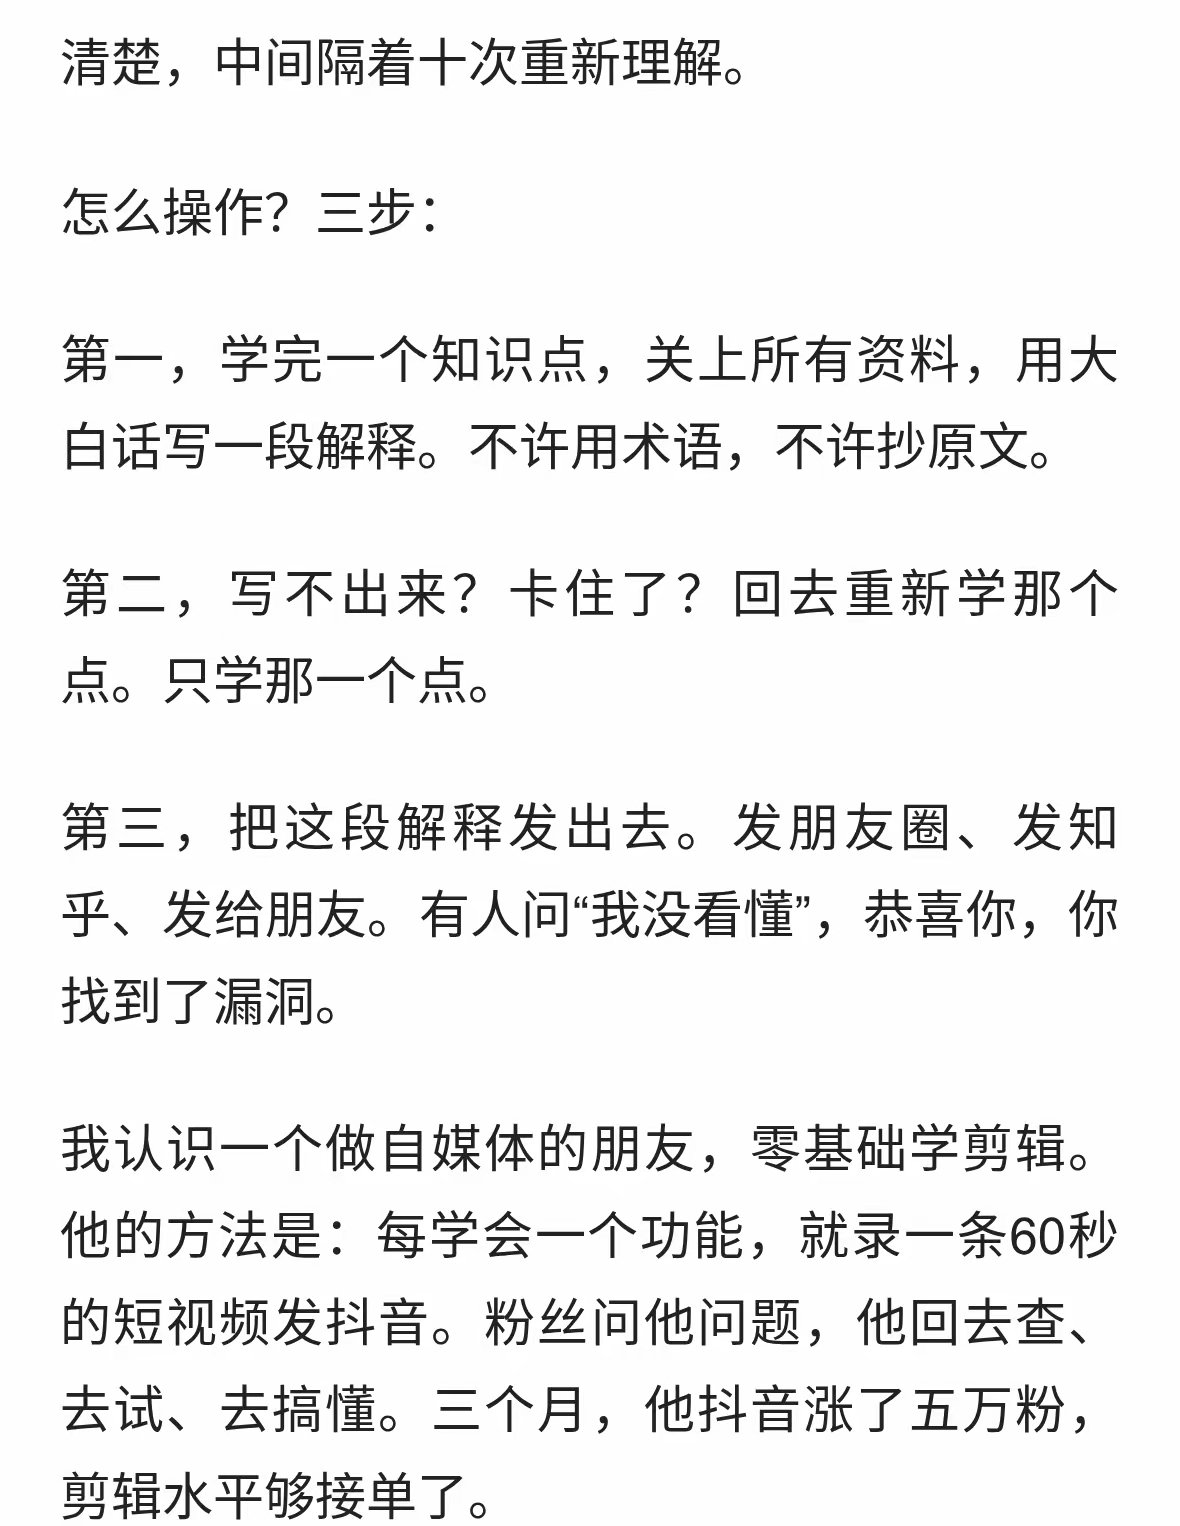 清楚，中间隔着十次重新理解。
怎么操作？三步：
第一，学完一个知识点，关上所有资料，用大
白话写一段解释。不许用术语，不许抄原文。
第二，写不出来？卡住了？回去重新学那个
点。只学那一个点。
第三，把这段解释发出去。发朋友圈、发知
乎、发给朋友。有人问“我没看懂”，恭喜你，你
找到了漏洞。
我认识一个做自媒体的朋友，零基础学剪辑。
他的方法是：每学会一个功能，就录一条60秒
的短视频发抖音。粉丝问他问题，他回去查、
去试、去搞懂。三个月，他抖音涨了五万粉，
剪辑水平够接单了。